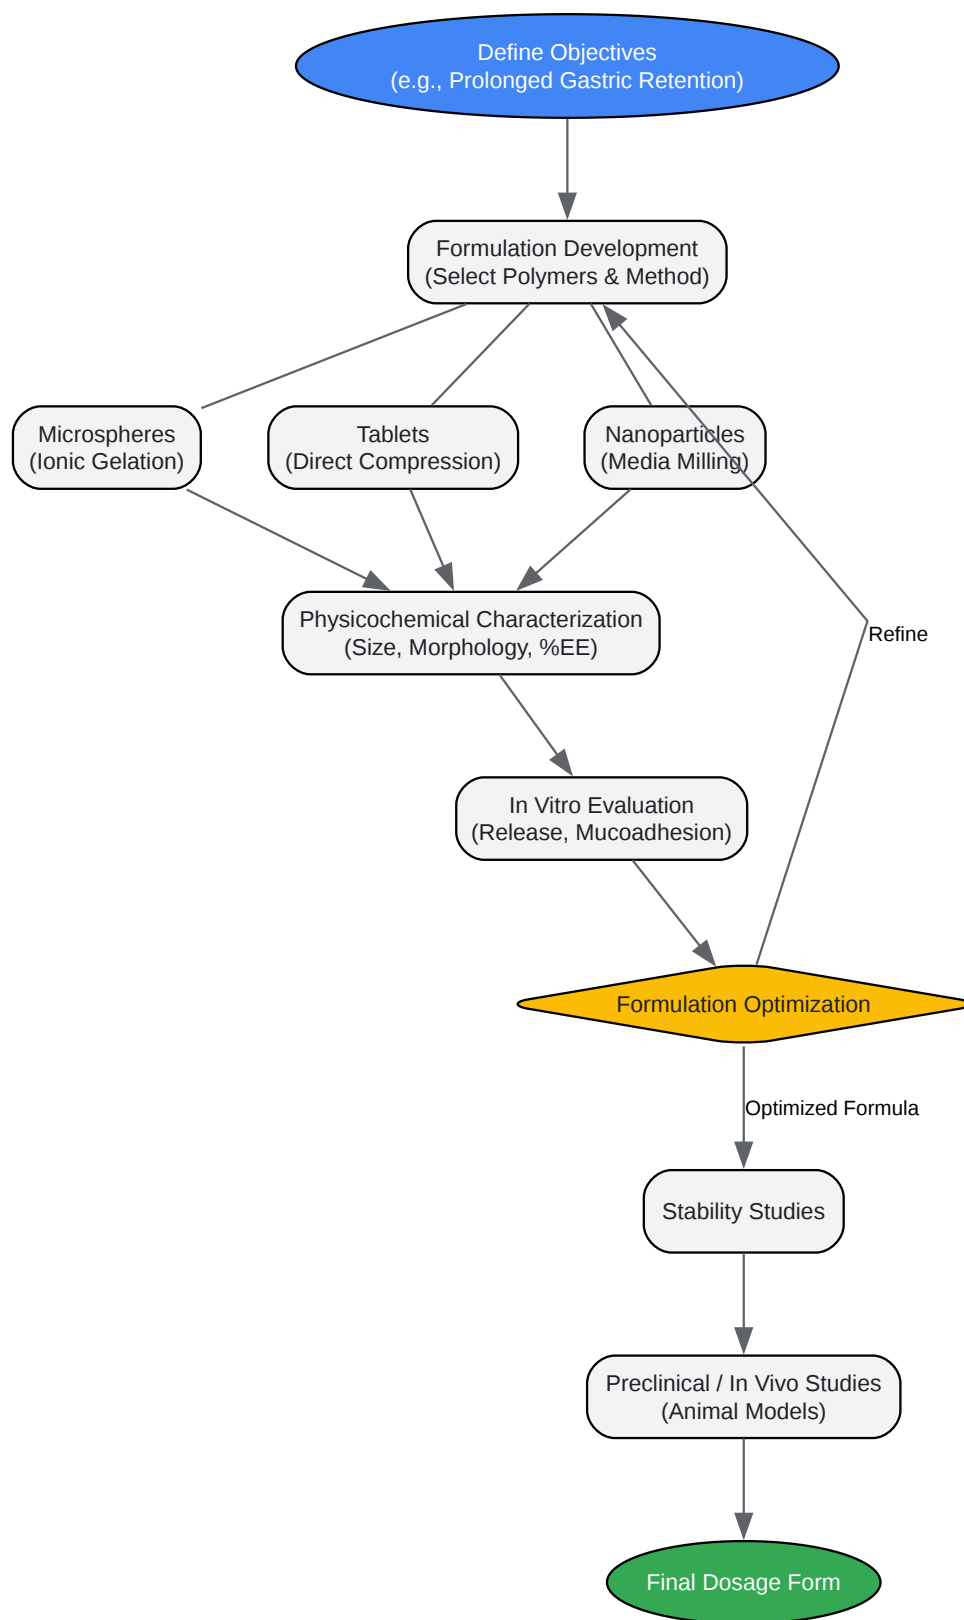 Define Objectives
(e.g., Prolonged Gastric Retention)
Formulation Development
(Select Polymers & Method)
Microspheres
(Ionic Gelation)
Tablets
(Direct Compression)
Nanoparticles
(Media Milling)
Physicochemical Characterization
(Size, Morphology, %EE)
Refine
In Vitro Evaluation
(Release, Mucoadhesion)
Formulation Optimization
Optimized Formula
Stability Studies
Preclinical / In Vivo Studies
(Animal Models)
Final Dosage Form